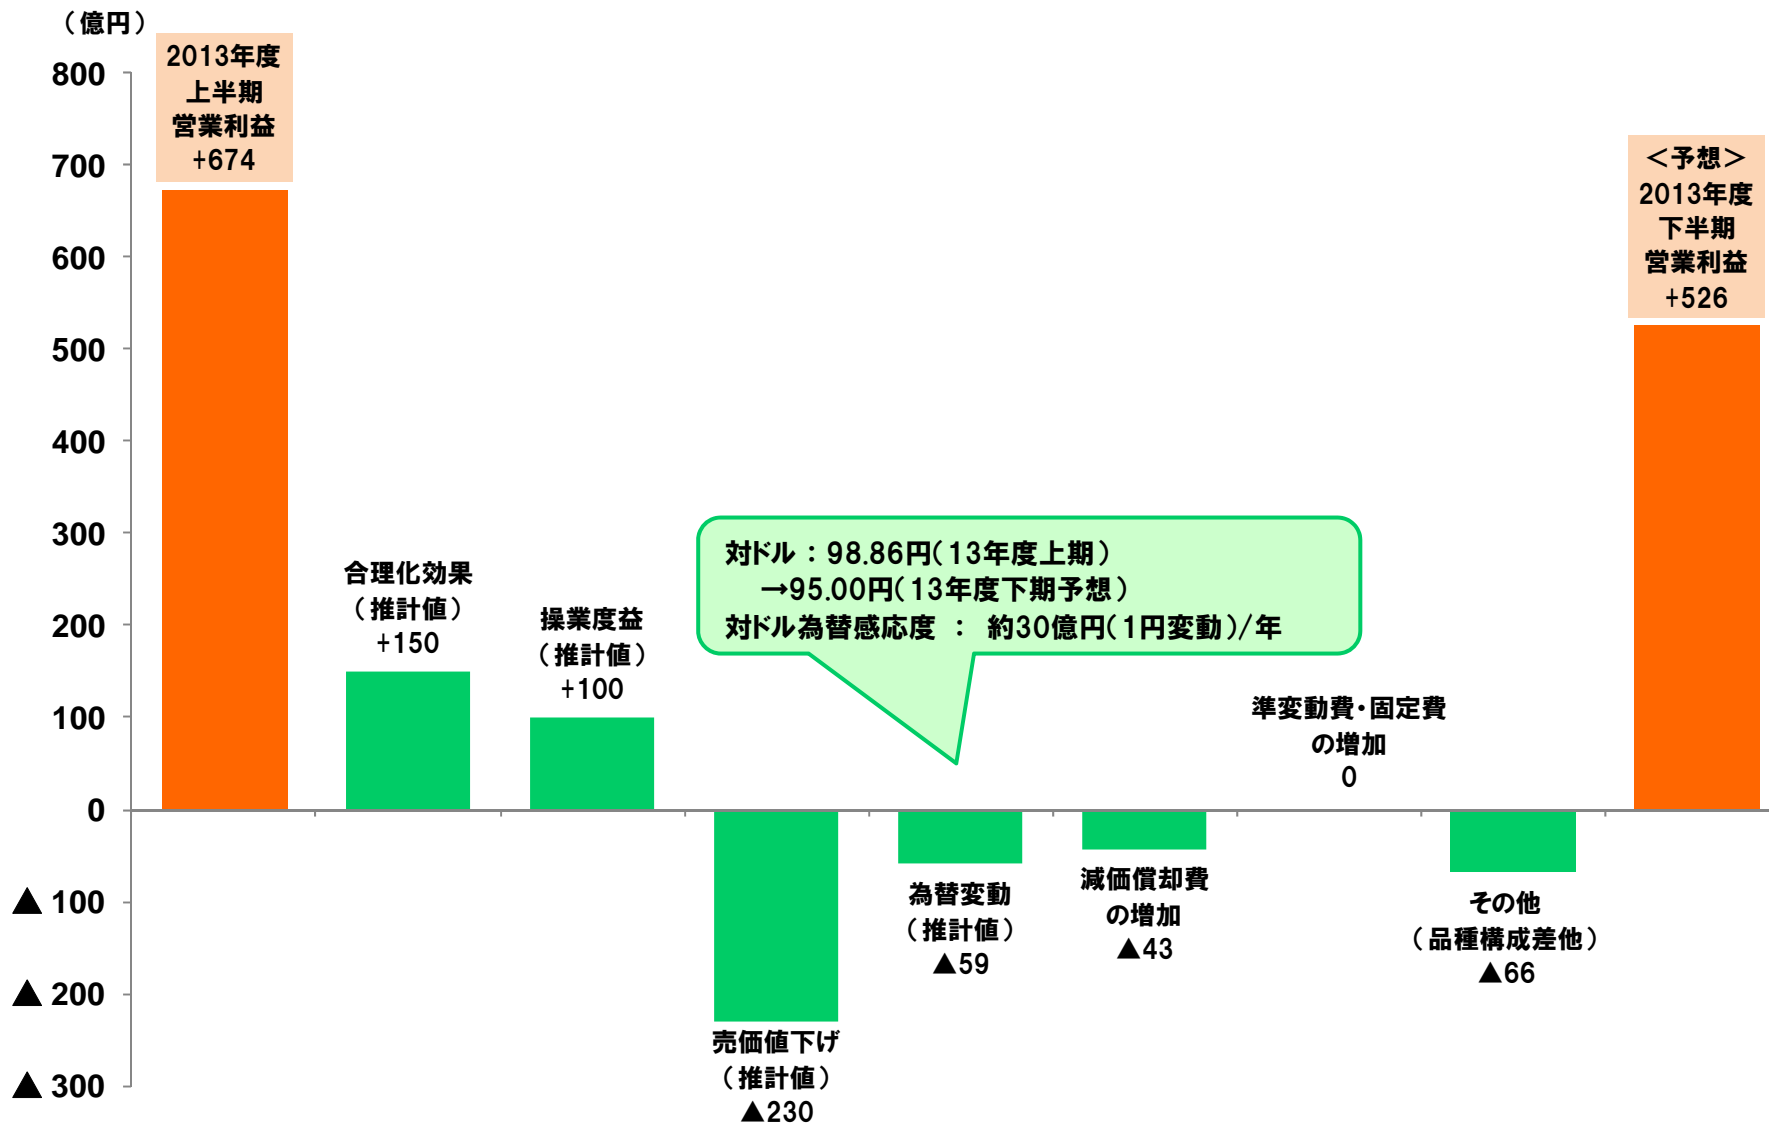 （億円）
800
700
600
500
400
300
200
100
0
▲ 100
▲ 200
▲ 300
2013年度
上半期
営業利益
+674
合理化効果
（推計値）
+150
操業度益
（推計値）
+100
売価値下げ
（推計値）
▲230
対ドル：98.86円（13年度上期）
→95.00円（13年度下期予想）
対ドル為替感応度 ： 約30億円（1円変動）/年
為替変動
（推計値）
▲59
減価償却費
の増加
▲43
準変動費・固定費
の増加
0
その他
（品種構成差他）
▲66
＜予想＞
2013年度
下半期
営業利益
+526